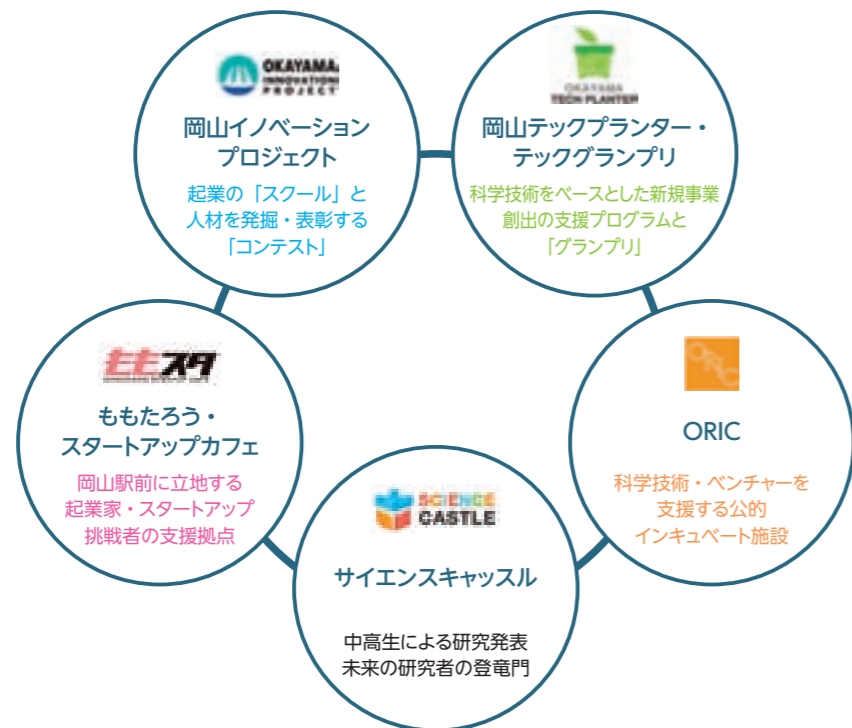 OKAYAMA
INNOVATION
PROJECT
岡山イノベーション
プロジェクト
起業の「スクール」と
人材を発掘・表彰する
「コンテスト」
OKAYAMA
TECH PLANTER
岡山テックプランター・
テックグランプリ
科学技術をベースとした新規事業
創出の支援プログラムと
「グランプリ」
ももスタ
ももたろう・
スタートアップカフェ
岡山駅前に立地する
起業家・スタートアップ
挑戦者の支援拠点
ORIC
ORIC
科学技術・ベンチャーを
支援する公的
インキュベート施設
SCIENCE
CASTLE
サイエンスキャッスル
中高生による研究発表
未来の研究者の登竜門